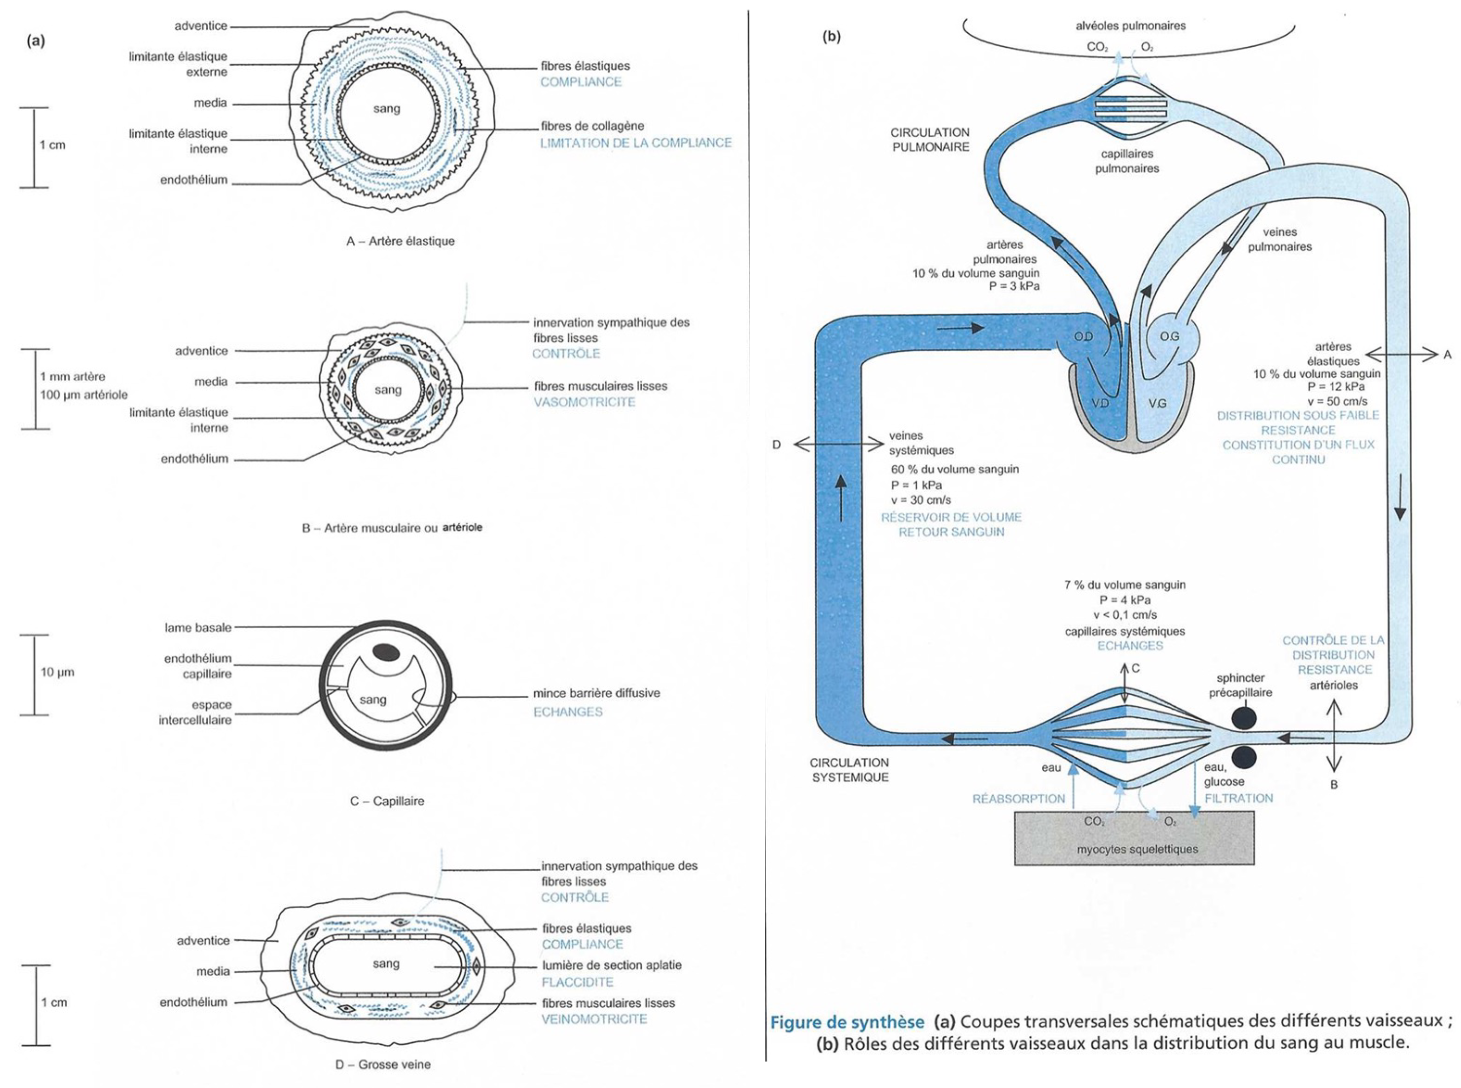 (a)
adventice
limitante élastique
externe
media
limitante élastique
interne
endothélium
sang
fibres élastiques
COMPLIANCE
fibres de collagène
LIMITATION DE LA COMPLIANCE
1 cm
A – Artère élastique
innervation sympathique des
fibres lisses
CONTRÔLE
adventice
media
limitante élastique
interne
endothélium
sang
fibres musculaires lisses
VASOMOTRICITE
1 mm artère
100 µm artériole
B – Artère musculaire ou artériole
lame basale
endothélium
capillaire
espace
intercellulaire
sang
mince barrière diffusive
ECHANGES
10 µm
C – Capillaire
innervation sympathique des
fibres lisses
CONTRÔLE
adventice
media
endothélium
sang
fibres élastiques
COMPLIANCE
lumière de section aplatie
FLACCIDITE
fibres musculaires lisses
VEINOMOTRICITE
1 cm
D – Grosse veine
(b)
alvéoles pulmonaires
CO₂
O₂
CIRCULATION
PULMONAIRE
capillaires
pulmonaires
artères
pulmonaires
10 % du volume sanguin
P = 3 kPa
veines
pulmonaires
O.D
O.G
V.D
V.G
artères
élastiques
10 % du volume sanguin
P = 12 kPa
v = 50 cm/s
DISTRIBUTION SOUS FAIBLE
RESISTANCE
CONSTITUTION D'UN FLUX
CONTINU
A
D
veines
systémiques
60 % du volume sanguin
P = 1 kPa
v = 30 cm/s
RÉSERVOIR DE VOLUME
RETOUR SANGUIN
7 % du volume sanguin
P = 4 kPa
v < 0,1 cm/s
capillaires systémiques
ECHANGES
C
CONTRÔLE DE LA
DISTRIBUTION
RESISTANCE
artérioles
sphincter
précapillaire
B
CIRCULATION
SYSTEMIQUE
eau
RÉABSORPTION
eau,
glucose
FILTRATION
CO₂
O₂
myocytes squelettiques
Figure de synthèse (a) Coupes transversales schématiques des différents vaisseaux ;
(b) Rôles des différents vaisseaux dans la distribution du sang au muscle.